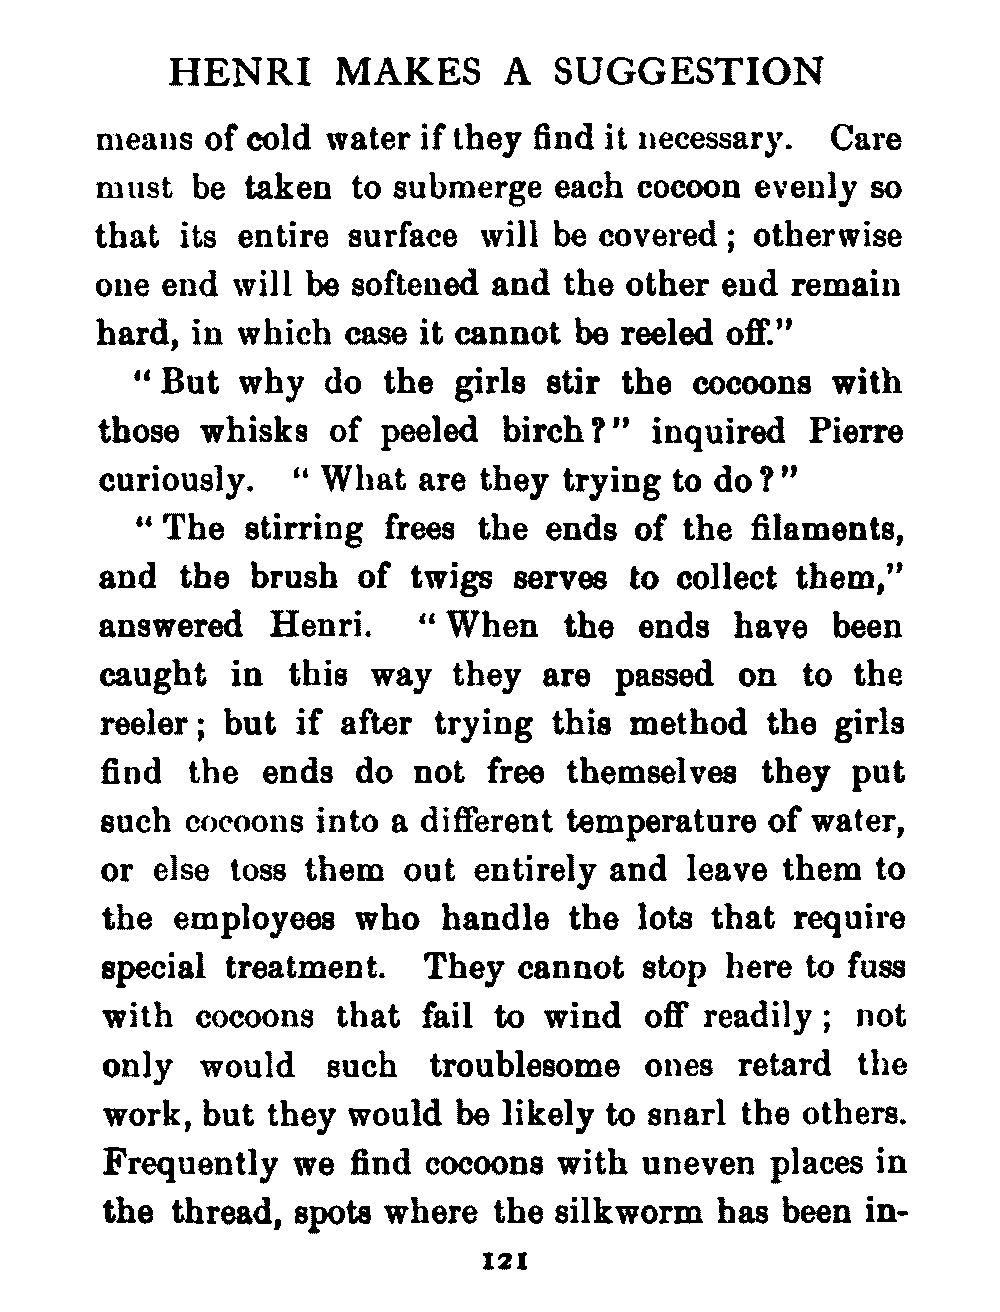 HENRI MAKES A SUGGESTION
means of cold water if they find it necessary. Care
must be taken to submerge each cocoon evenly so
that its entire surface will be covered; otherwise
one end will be softened and the other end remain
hard, in which case it cannot be reeled off."
"But why do the girls stir the cocoons with
those whisks of peeled birch?" inquired Pierre
curiously. "What are they trying to do?"
"The stirring frees the ends of the filaments,
and the brush of twigs serves to collect them,"
answered Henri. "When the ends have been
caught in this way they are passed on to the
reeler; but if after trying this method the girls
find the ends do not free themselves they put
such cocoons into a different temperature of water,
or else toss them out entirely and leave them to
the employees who handle the lots that require
special treatment. They cannot stop here to fuss
with cocoons that fail to wind off readily; not
only would such troublesome ones retard the
work, but they would be likely to snarl the others.
Frequently we find cocoons with uneven places in
the thread, spots where the silkworm has been in-
121